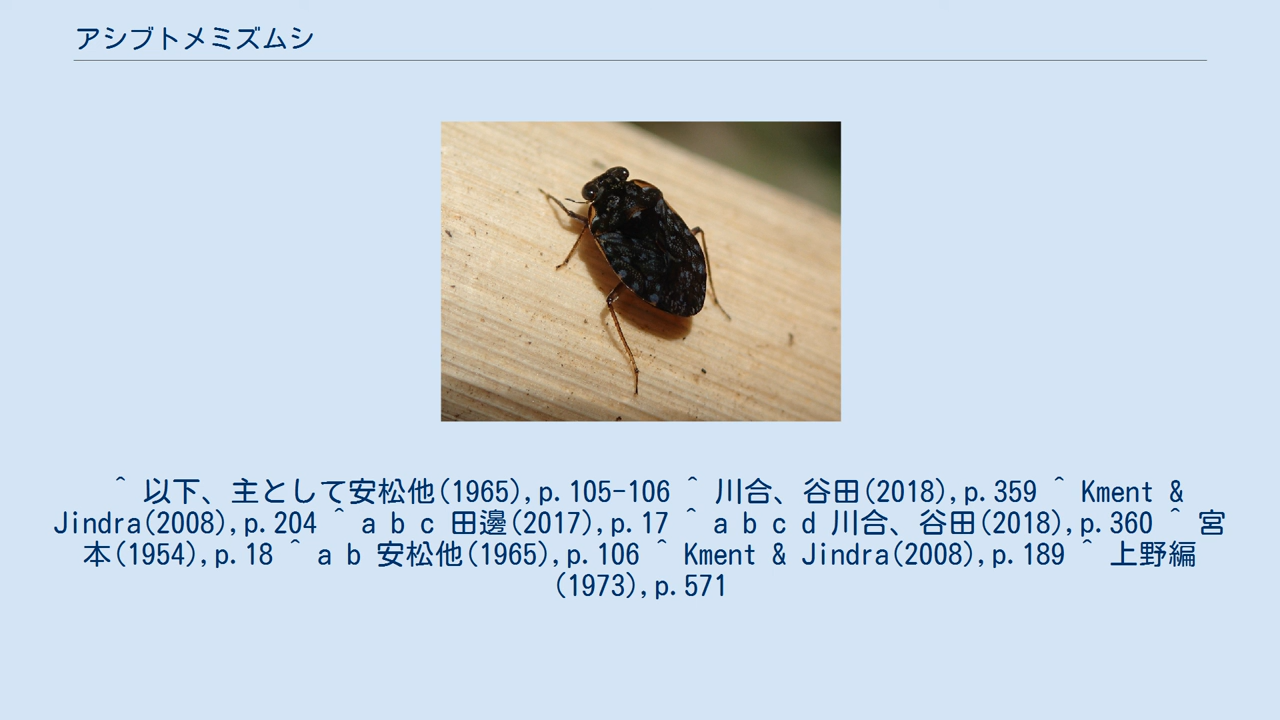 アシブトメミズムシ
^ 以下、主として安松他(1965),p.105-106 ^ 川合、谷田(2018),p.359 ^ Kment &
Jindra(2008),p.204 ^ a b c 田邊(2017),p.17 ^ a b c d 川合、谷田(2018),p.360 ^ 宮
本(1954),p.18 ^ a b 安松他(1965),p.106 ^ Kment & Jindra(2008),p.189 ^ 上野編
(1973),p.571